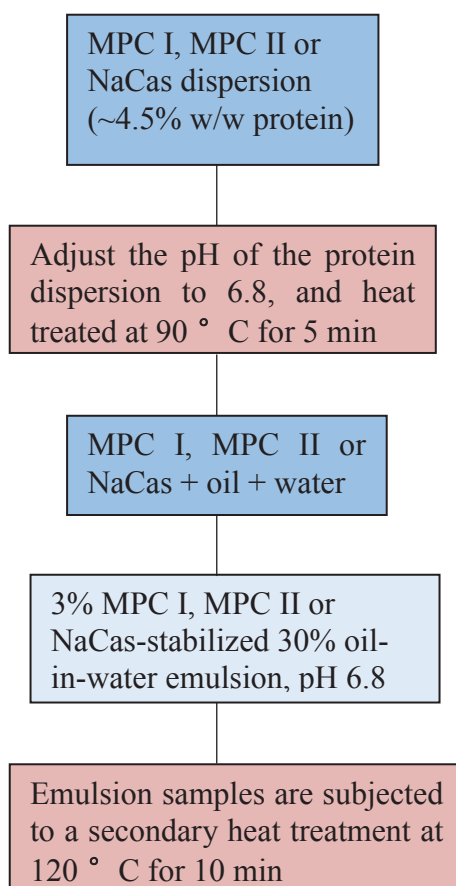 MPC I, MPC II or
NaCas dispersion
(~4.5% w/w protein)
Adjust the pH of the protein
dispersion to 6.8, and heat
treated at 90 ° C for 5 min
MPC I, MPC II or
NaCas + oil + water
3% MPC I, MPC II or
NaCas-stabilized 30% oil-
in-water emulsion, pH 6.8
Emulsion samples are subjected
to a secondary heat treatment at
120 ° C for 10 min